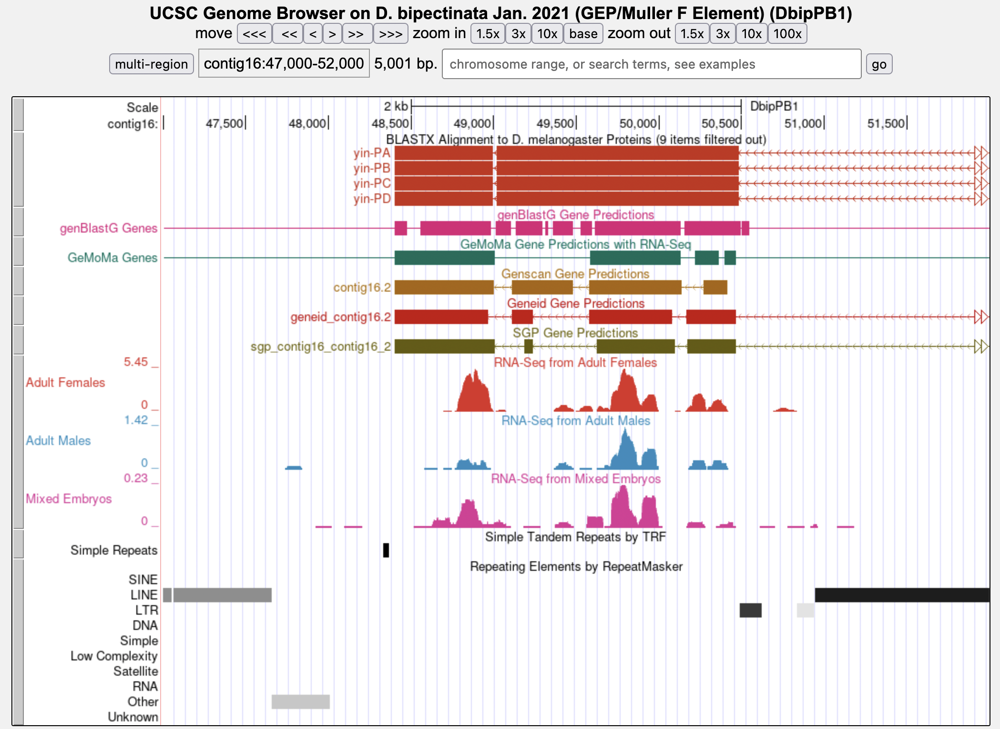 UCSC Genome Browser on D. bipectinata Jan. 2021 (GEP/Muller F Element) (DbipPB1)
move <<< << < > >> >>> zoom in 1.5x 3x 10x base zoom out 1.5x 3x 10x 100x
multi-region contig16:47,000-52,000 5,001 bp. chromosome range, or search terms, see examples go
Scale 2 kb DbipPB1
contig16: 47,500 48,000 48,500 49,000 49,500 50,000 50,500 51,000 51,500
BLASTX Alignment to D. melanogaster Proteins (9 items filtered out)
yin-PA
yin-PB
yin-PC
yin-PD
genBlastG Gene Predictions
genBlastG Genes
GeMoMa Gene Predictions with RNA-Seq
GeMoMa Genes
Genscan Gene Predictions
contig16.2
Geneid Gene Predictions
geneid_contig16.2
SGP Gene Predictions
sgp_contig16_contig16_2
5.45 _ RNA-Seq from Adult Females
Adult Females
0 _
1.42 _ RNA-Seq from Adult Males
Adult Males
0 _
0.23 _ RNA-Seq from Mixed Embryos
Mixed Embryos
0 _
Simple Tandem Repeats by TRF
Simple Repeats
Repeating Elements by RepeatMasker
SINE
LINE
LTR
DNA
Simple
Low Complexity
Satellite
RNA
Other
Unknown